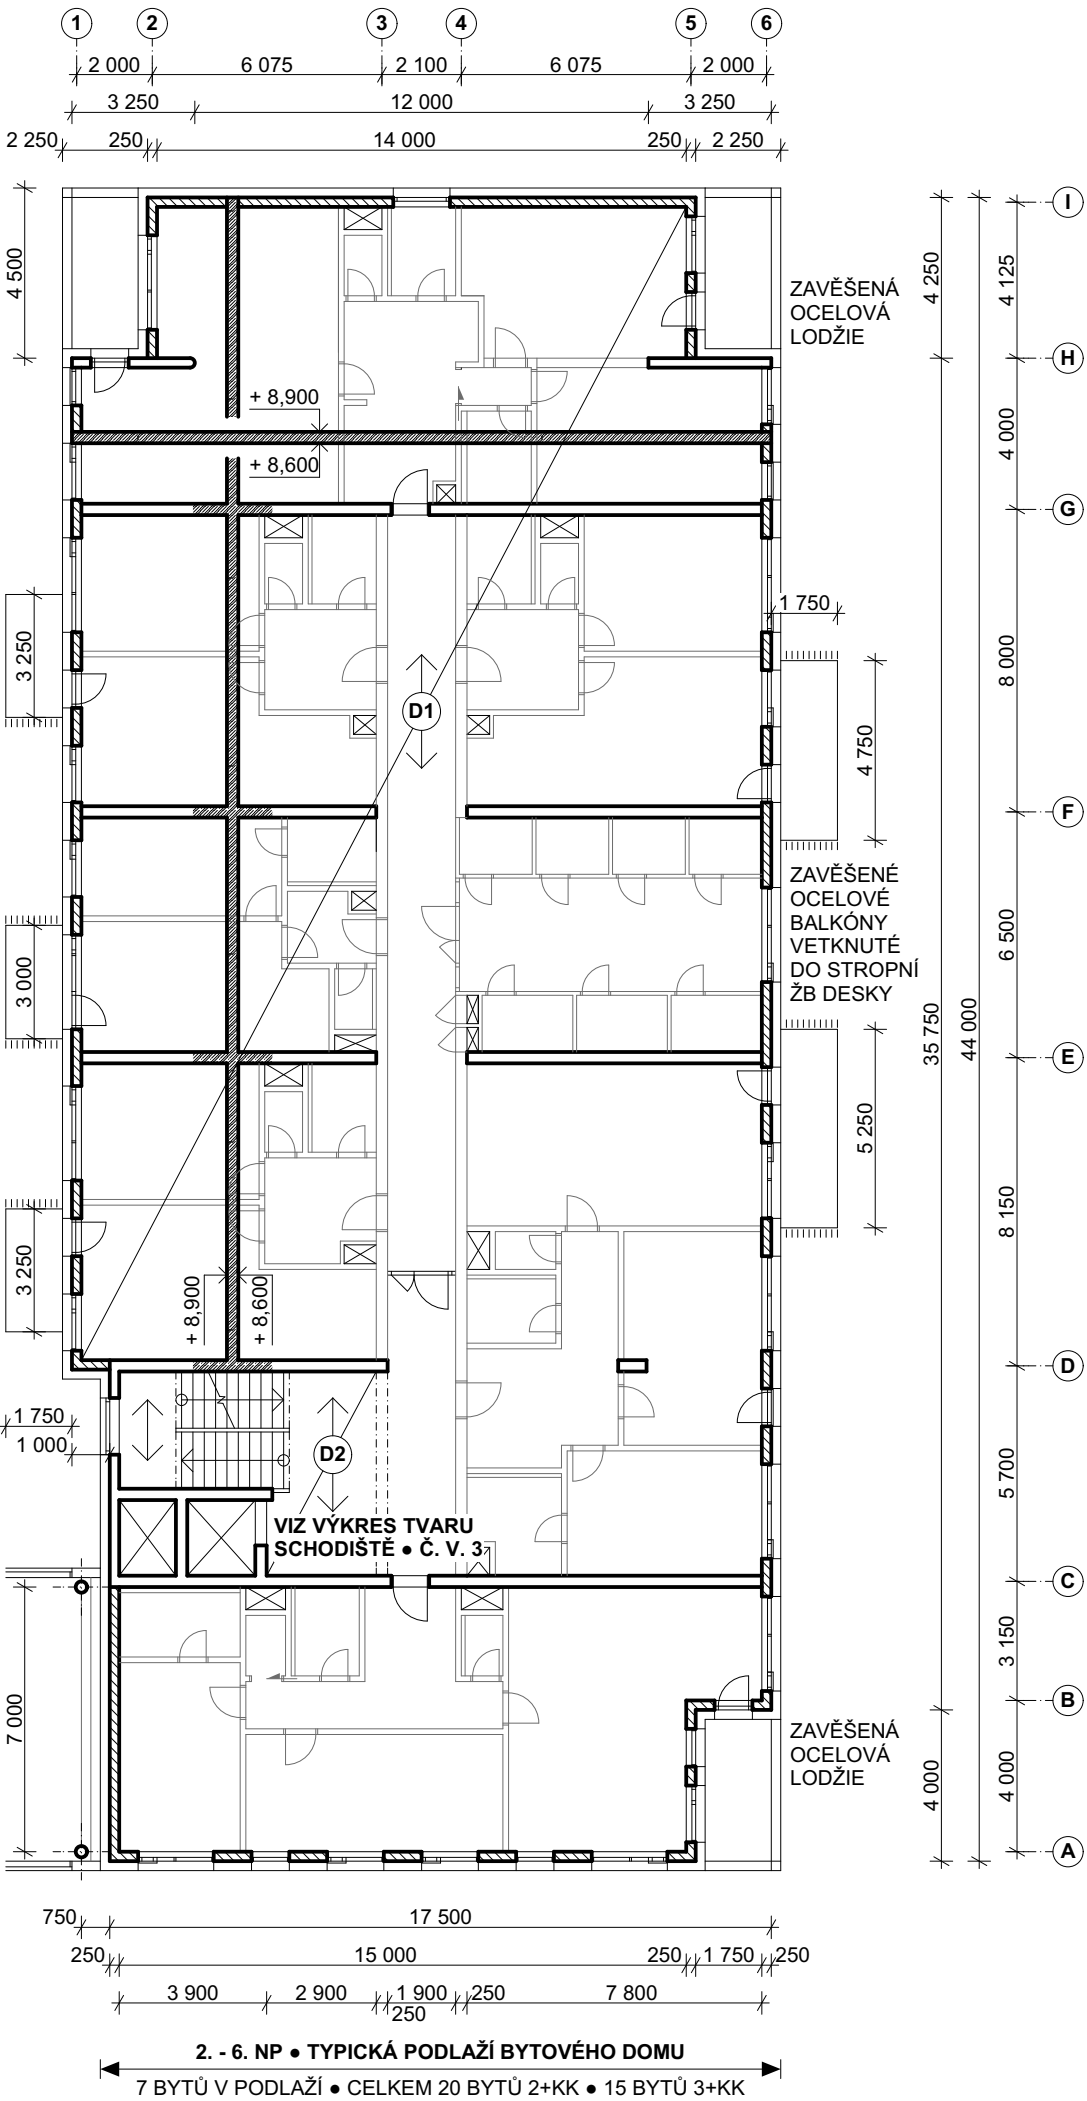 1 2 3 4 5 6
2 000 6 075 2 100 6 075 2 000
3 250 12 000 3 250
2 250 250 14 000 250 2 250
I
4 500
4 250
4 125
ZAVĚŠENÁ
OCELOVÁ
LODŽIE
H
+ 8,900
4 000
+ 8,600
G
1 750
3 250
8 000
D1
4 750
F
ZAVĚŠENÉ
OCELOVÉ
BALKÓNY
VETKNUTÉ
DO STROPNÍ
ŽB DESKY
6 500
3 000
35 750
44 000
E
5 250
8 150
3 250
+ 8,900
+ 8,600
D
1 750
1 000
D2
5 700
VIZ VÝKRES TVARU
SCHODIŠTĚ ● Č. V. 3
C
3 150
7 000
B
ZAVĚŠENÁ
OCELOVÁ
LODŽIE
4 000
4 000
A
750 17 500
250 15 000 250 1 750 250
3 900 2 900 1 900 250 7 800
250
2. - 6. NP ● TYPICKÁ PODLAŽÍ BYTOVÉHO DOMU
7 BYTŮ V PODLAŽÍ ● CELKEM 20 BYTŮ 2+KK ● 15 BYTŮ 3+KK